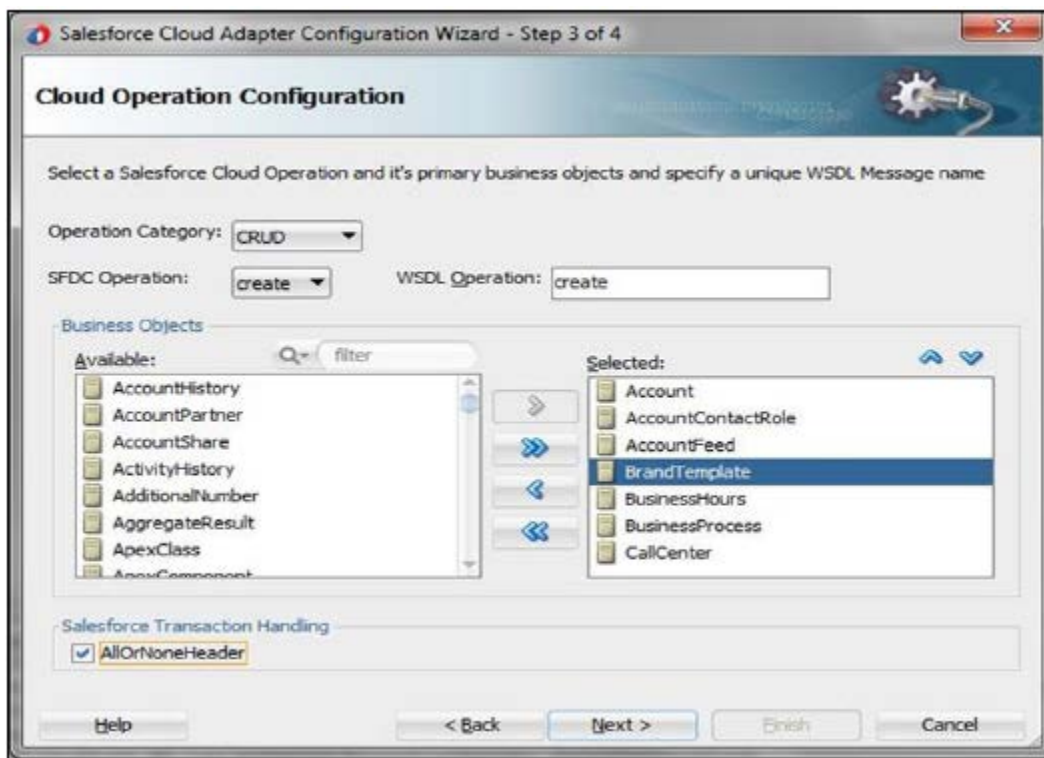 Salesforce Cloud Adapter Configuration Wizard - Step 3 of 4
Cloud Operation Configuration
Select a Salesforce Cloud Operation and it's primary business objects and specify a unique WSDL Message name
Operation Category: CRUD
SFDC Operation: create WSDL Operation: create
Business Objects
Available: filter
AccountHistory
AccountPartner
AccountShare
ActivityHistory
AdditionalNumber
AggregateResult
ApexClass
ApexComponent
Selected:
Account
AccountContactRole
AccountFeed
BrandTemplate
BusinessHours
BusinessProcess
CallCenter
Salesforce Transaction Handling
AllOrNoneHeader
Help < Back Next > Finish Cancel